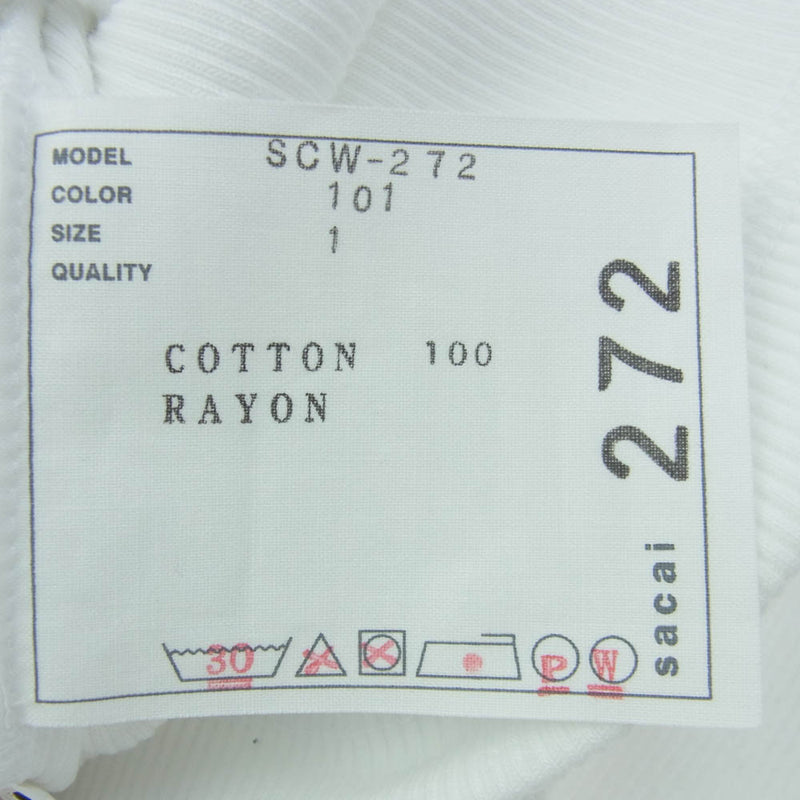 MODEL SCW-272
COLOR 101
SIZE 1
QUALITY
COTTON 100
RAYON
30
P
W
sacai 272